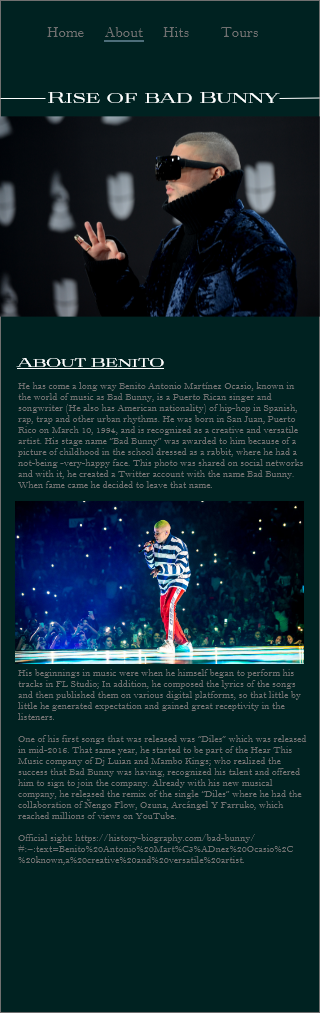 Home About Hits Tours
RISE OF BAD BUNNY
ABOUT BENITO
He has come a long way Benito Antonio Martínez Ocasio, known in
the world of music as Bad Bunny, is a Puerto Rican singer and
songwriter (He also has American nationality) of hip-hop in Spanish,
rap, trap and other urban rhythms. He was born in San Juan, Puerto
Rico on March 10, 1994, and is recognized as a creative and versatile
artist. His stage name "Bad Bunny" was awarded to him because of a
picture of childhood in the school dressed as a rabbit, where he had a
not-being -very-happy face. This photo was shared on social networks
and with it, he created a Twitter account with the name Bad Bunny.
When fame came he decided to leave that name.
His beginnings in music were when he himself began to perform his
tracks in FL Studio; In addition, he composed the lyrics of the songs
and then published them on various digital platforms, so that little by
little he generated expectation and gained great receptivity in the
listeners.
One of his first songs that was released was "Diles" which was released
in mid-2016. That same year, he started to be part of the Hear This
Music company of Dj Luian and Mambo Kings; who realized the
success that Bad Bunny was having, recognized his talent and offered
him to sign to join the company. Already with his new musical
company, he released the remix of the single "Diles" where he had the
collaboration of Ñengo Flow, Ozuna, Arcángel Y Farruko, which
reached millions of views on YouTube.
Official sight: https://history-biography.com/bad-bunny/
#:~:text=Benito%20Antonio%20Mart%C3%ADnez%20Ocasio%2C
%20known,a%20creative%20and%20versatile%20artist.